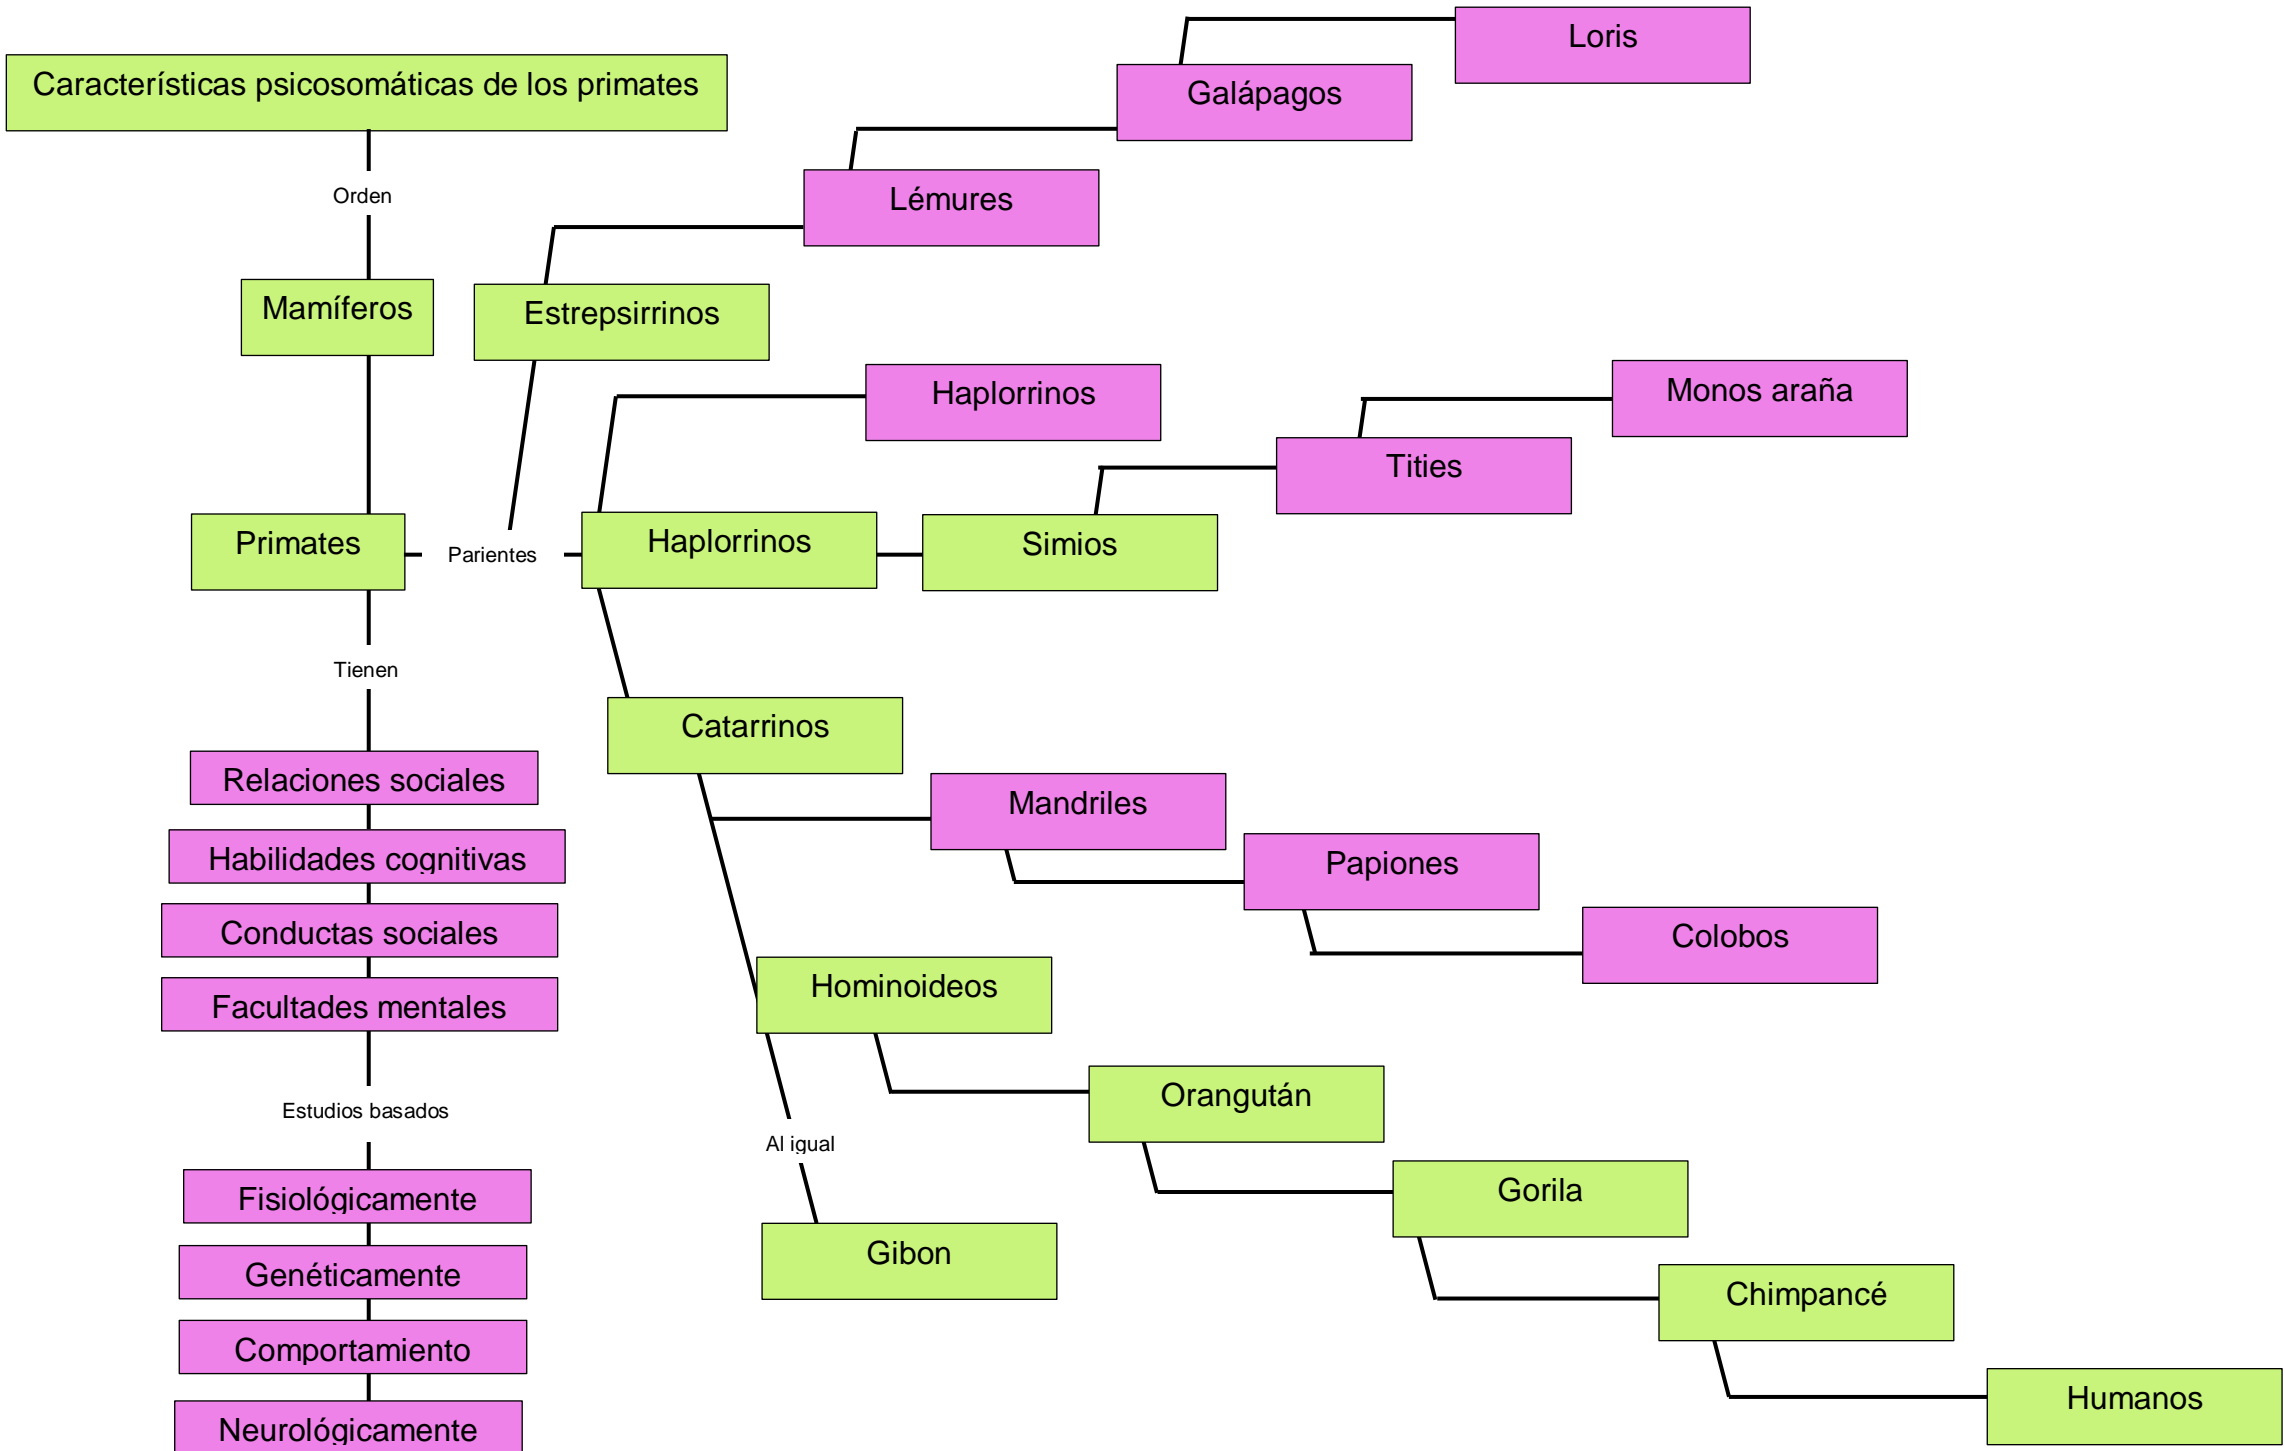 Loris
Características psicosomáticas de los primates
Galápagos
Orden
Lémures
Mamíferos
Estrepsirrinos
Haplorrinos
Monos araña
Tities
Primates
Parientes
Haplorrinos
Simios
Tienen
Catarrinos
Relaciones sociales
Mandriles
Habilidades cognitivas
Papiones
Conductas sociales
Colobos
Facultades mentales
Hominoideos
Estudios basados
Orangután
Al igual
Fisiológicamente
Gorila
Genéticamente
Gibon
Chimpancé
Comportamiento
Humanos
Neurológicamente